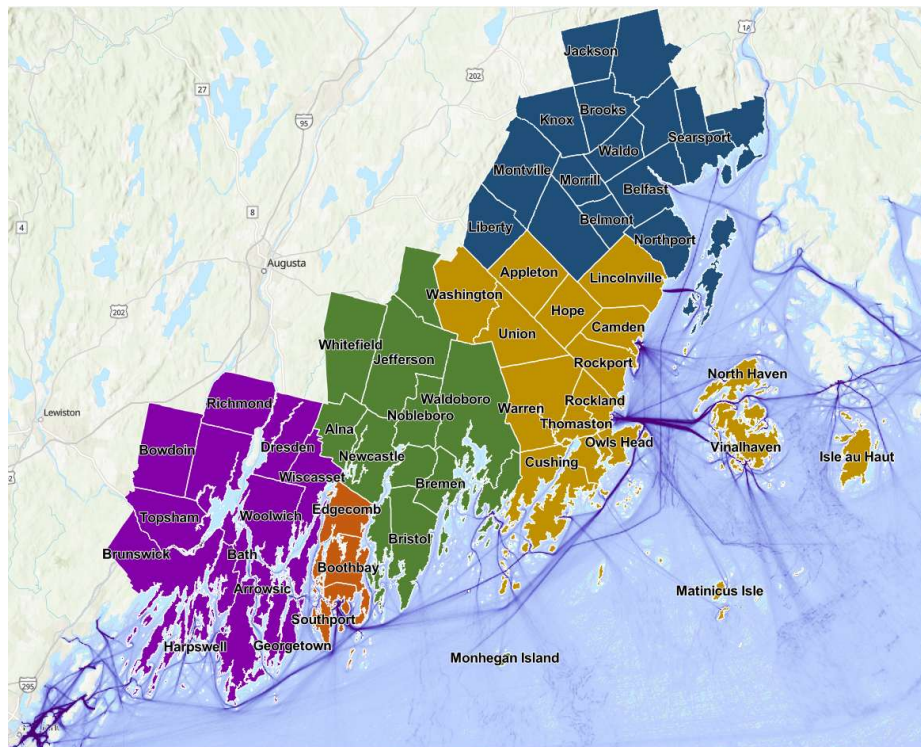 1A
Jackson
202
27
95
Knox
Brooks
Searsport
Waldo
Montville
Morrill
Belfast
4
8
Liberty
Belmont
Northport
Augusta
Appleton
Lincolnville
Washington
202
Hope
Union
Camden
Whitefield
Jefferson
Rockport
North Haven
Waldoboro
Richmond
Rockland
Lewiston
Nobleboro
Warren
Alna
Thomaston
Bowdoin
Dresden
Owls Head
Vinalhaven
Newcastle
Isle au Haut
Cushing
Wiscasset
Bremen
Edgecomb
Topsham
Woolwich
Bristol
Brunswick
Bath
Boothbay
Arrowsic
Matinicus Isle
Southport
Harpswell
Georgetown
Monhegan Island
295